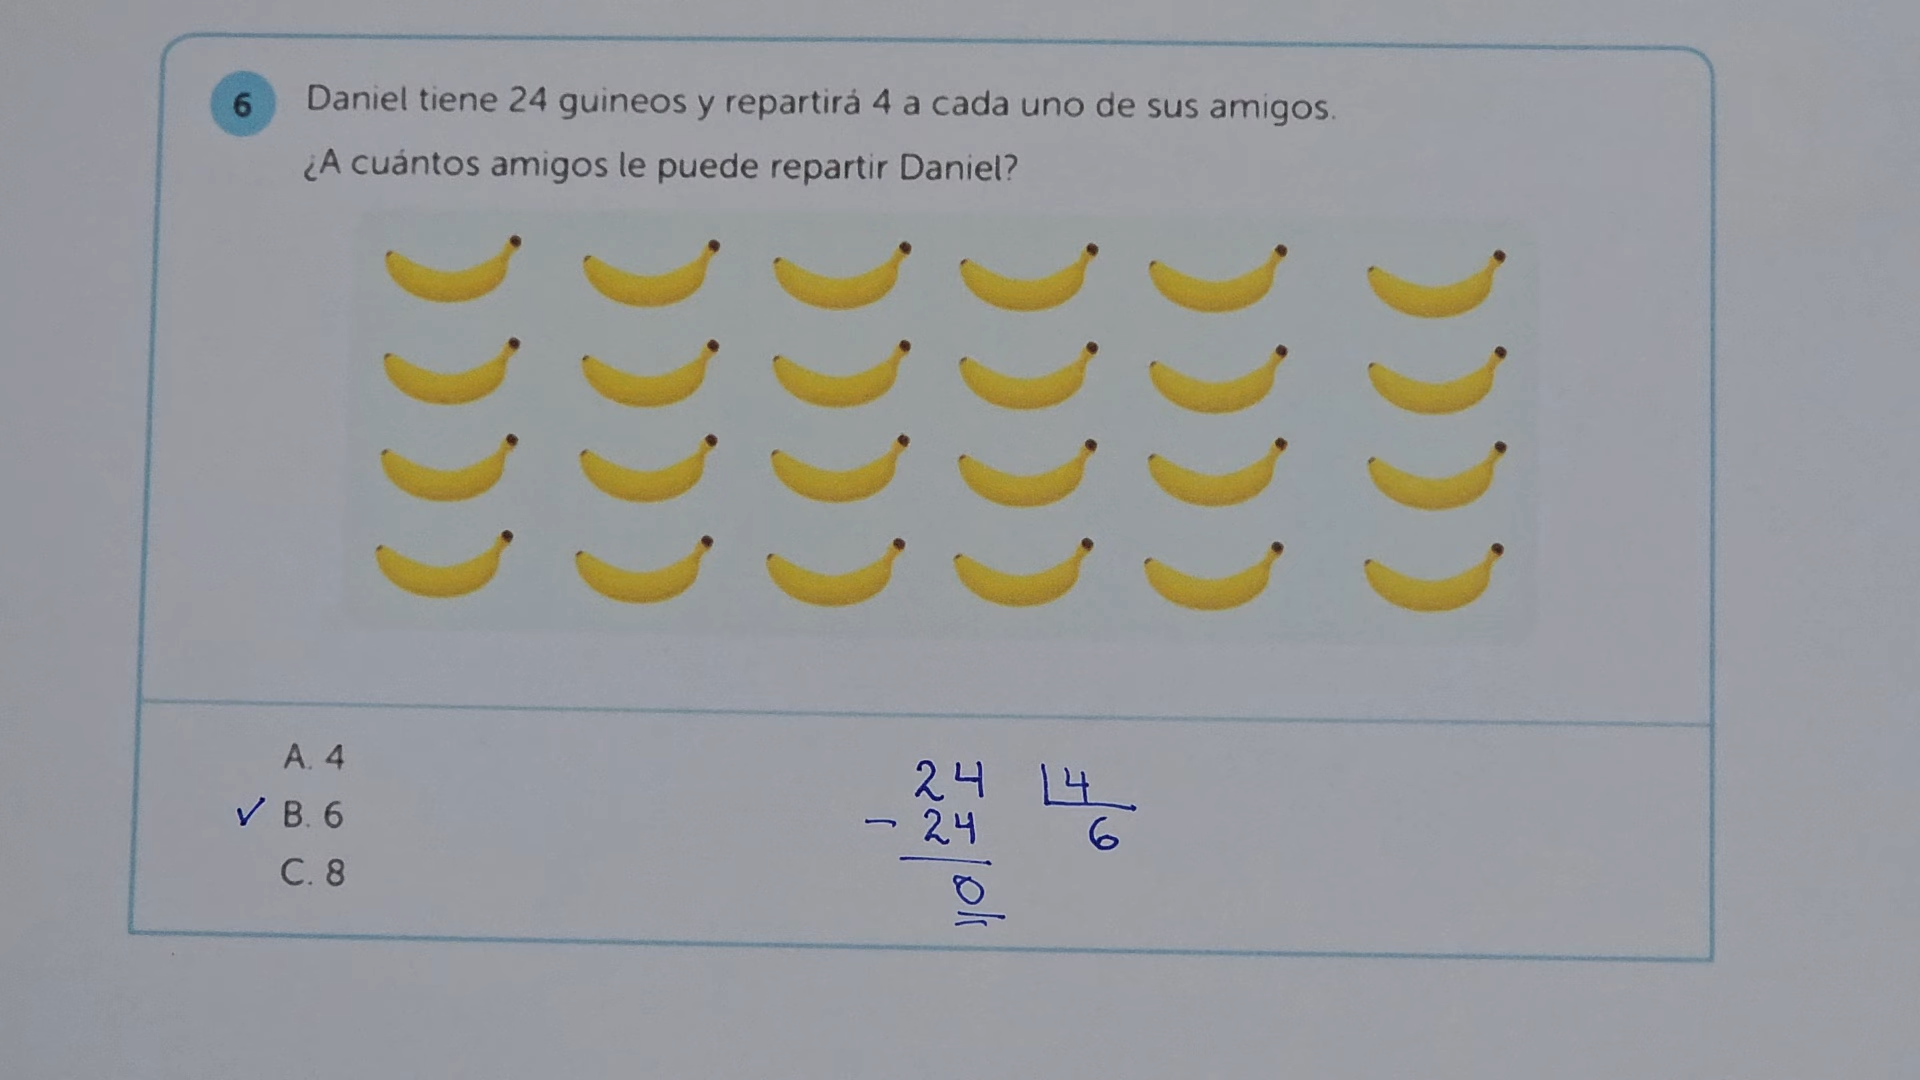 6 Daniel tiene 24 guineos y repartirá 4 a cada uno de sus amigos.
¿A cuántos amigos le puede repartir Daniel?
A. 4
✓ B. 6
C. 8
24 4
- 24 6
0